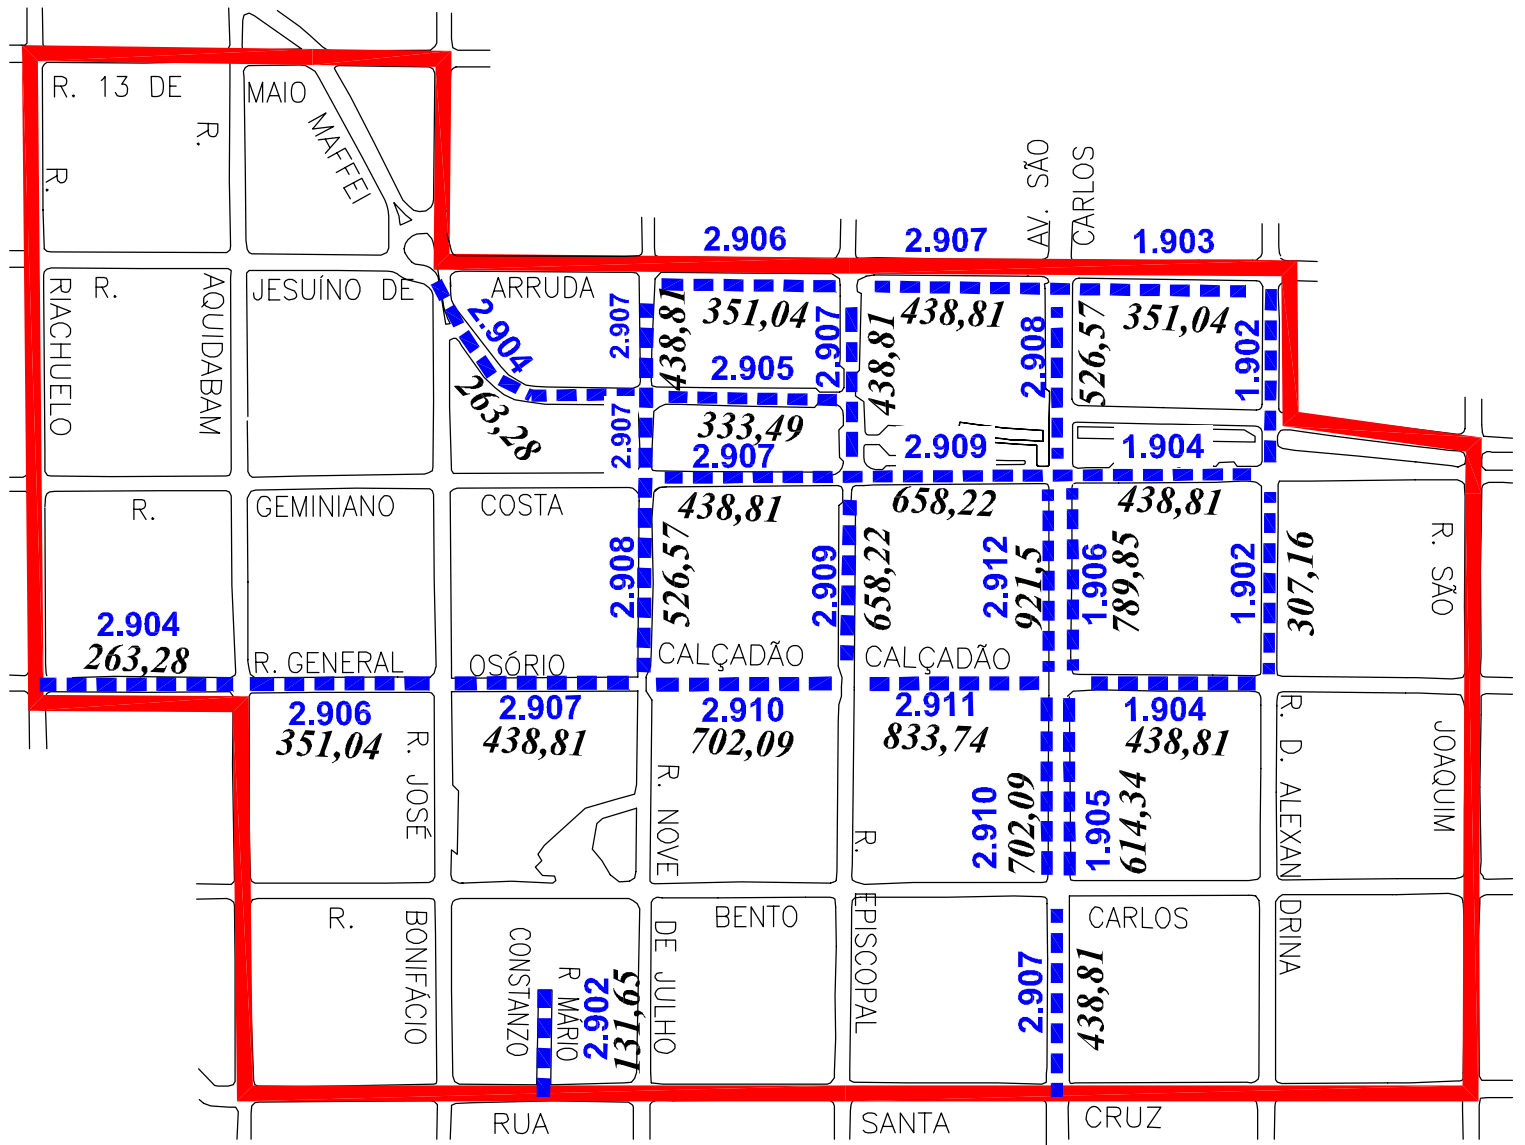 R. 13 DE
MAIO
R.
R.
MAFFEI
AV. SÃO
CARLOS
2.906
2.907
1.903
R.
RIACHUELO
AQUIDABAM
JESUÍNO DE
ARRUDA
2.904
263,28
2.907
438,81
351,04
2.907
438,81
438,81
2.908
526,57
351,04
1.902
2.905
333,49
2.907
2.907
2.909
1.904
R.
GEMINIANO
COSTA
438,81
658,22
438,81
2.908
526,57
2.909
658,22
2.912
921,5
1.906
789,85
1.902
307,16
R. SÃO
JOAQUIM
2.904
263,28
R. GENERAL
OSÓRIO
CALÇADÃO
CALÇADÃO
2.906
351,04
2.907
438,81
2.910
702,09
2.911
833,74
1.904
438,81
R. JOSÉ
BONIFÁCIO
R. NOVE
DE JULHO
R.
EPISCOPAL
2.910
702,09
1.905
614,34
R. D. ALEXAN
DRINA
R.
BENTO
CARLOS
CONSTANZO
R MÁRIO
2.902
131,65
2.907
438,81
RUA
SANTA
CRUZ